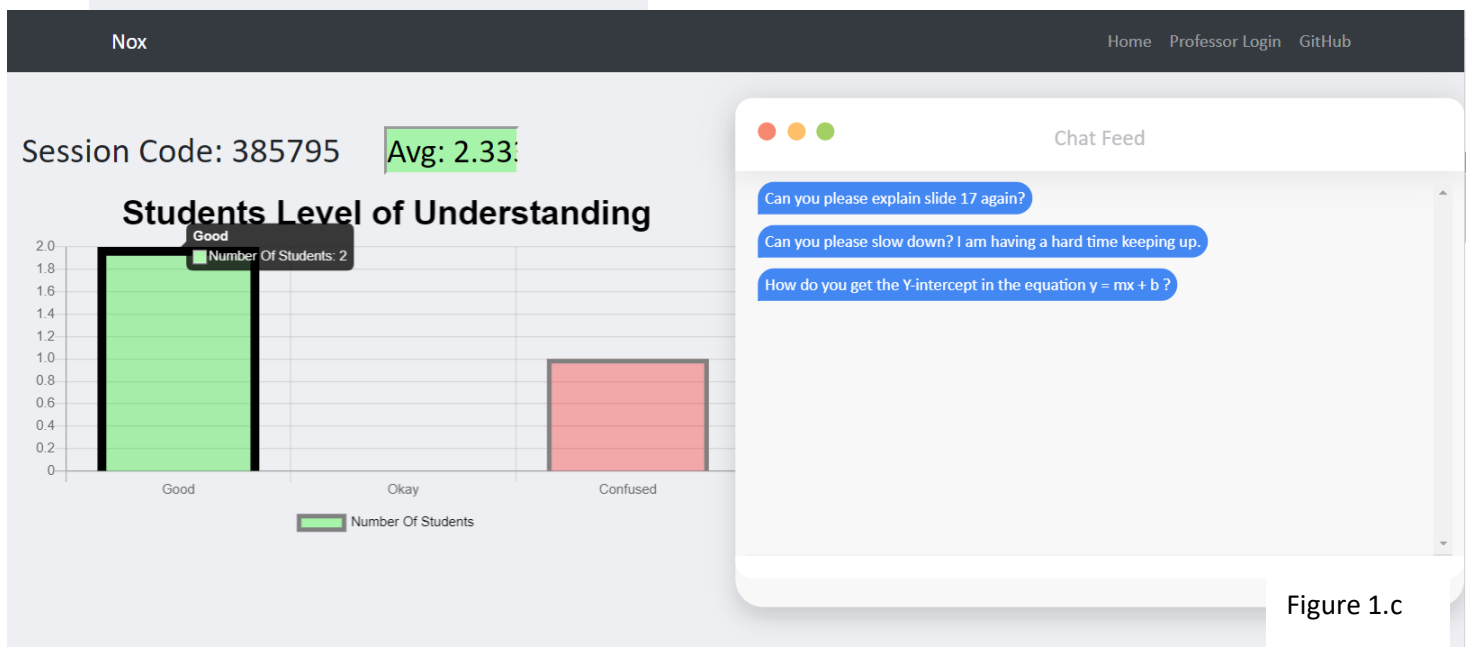 Nox
Home Professor Login GitHub
Session Code: 385795
Avg: 2.333
Students Level of Understanding
Good
Number Of Students: 2
2.0
1.8
1.6
1.4
1.2
1.0
0.8
0.6
0.4
0.2
0
Good Okay Confused
Number Of Students
Chat Feed
Can you please explain slide 17 again?
Can you please slow down? I am having a hard time keeping up.
How do you get the Y-intercept in the equation y = mx + b ?
Figure 1.c